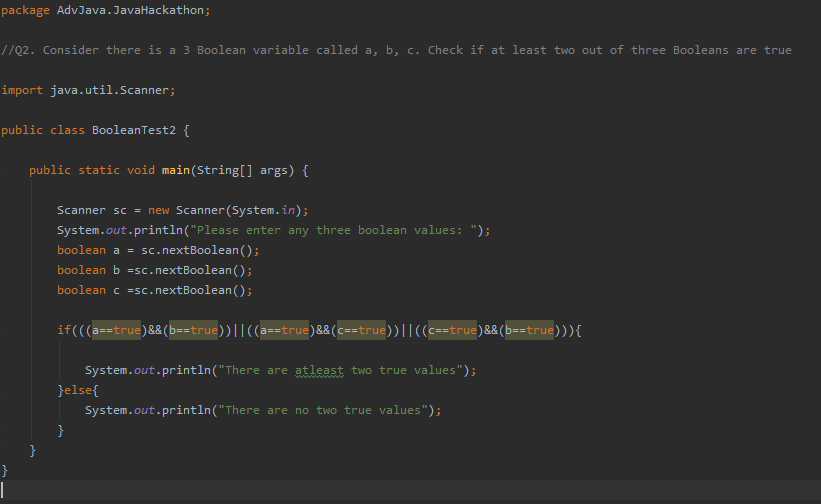 package AdvJava.JavaHackathon;
//Q2. Consider there is a 3 Boolean variable called a, b, c. Check if at least two out of three Booleans are true
import java.util.Scanner;
public class BooleanTest2 {
public static void main(String[] args) {
Scanner sc = new Scanner(System.in);
System.out.println("Please enter any three boolean values: ");
boolean a = sc.nextBoolean();
boolean b =sc.nextBoolean();
boolean c =sc.nextBoolean();
if(((a==true)&&(b==true))||((a==true)&&(c==true))||((c==true)&&(b==true))){
System.out.println("There are atleast two true values");
}else{
System.out.println("There are no two true values");
}
}
}